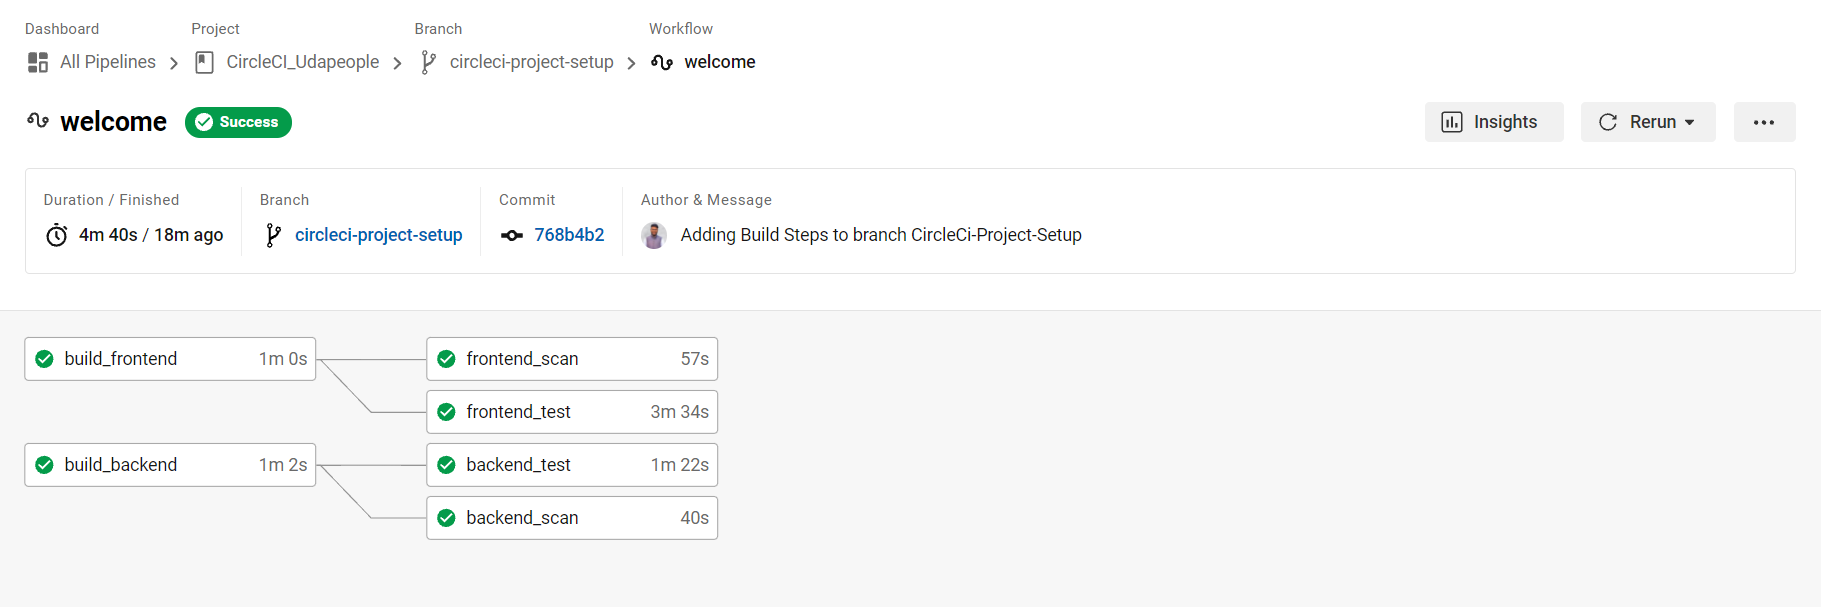 Dashboard Project Branch Workflow
All Pipelines CircleCI_Udapeople circleci-project-setup welcome
welcome Success Insights Rerun
Duration / Finished Branch Commit Author & Message
4m 40s / 18m ago circleci-project-setup 768b4b2 Adding Build Steps to branch CircleCi-Project-Setup
build_frontend 1m 0s frontend_scan 57s
frontend_test 3m 34s
build_backend 1m 2s backend_test 1m 22s
backend_scan 40s